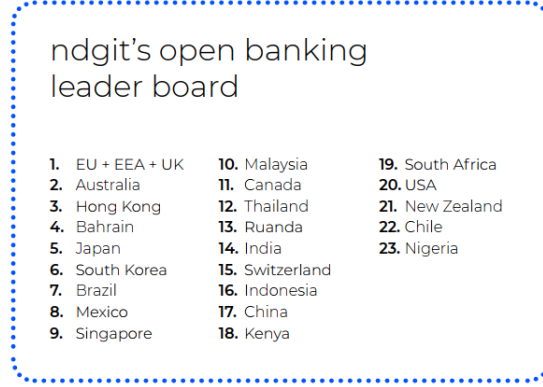 ndgit's open banking
leader board
1. EU + EEA + UK
2. Australia
3. Hong Kong
4. Bahrain
5. Japan
6. South Korea
7. Brazil
8. Mexico
9. Singapore
10. Malaysia
11. Canada
12. Thailand
13. Ruanda
14. India
15. Switzerland
16. Indonesia
17. China
18. Kenya
19. South Africa
20. USA
21. New Zealand
22. Chile
23. Nigeria